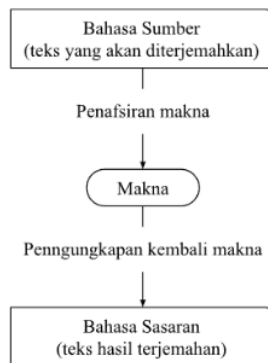 Bahasa Sumber
(teks yang akan diterjemahkan)
Penafsiran makna
Makna
Penngungkapan kembali makna
Bahasa Sasaran
(teks hasil terjemahan)